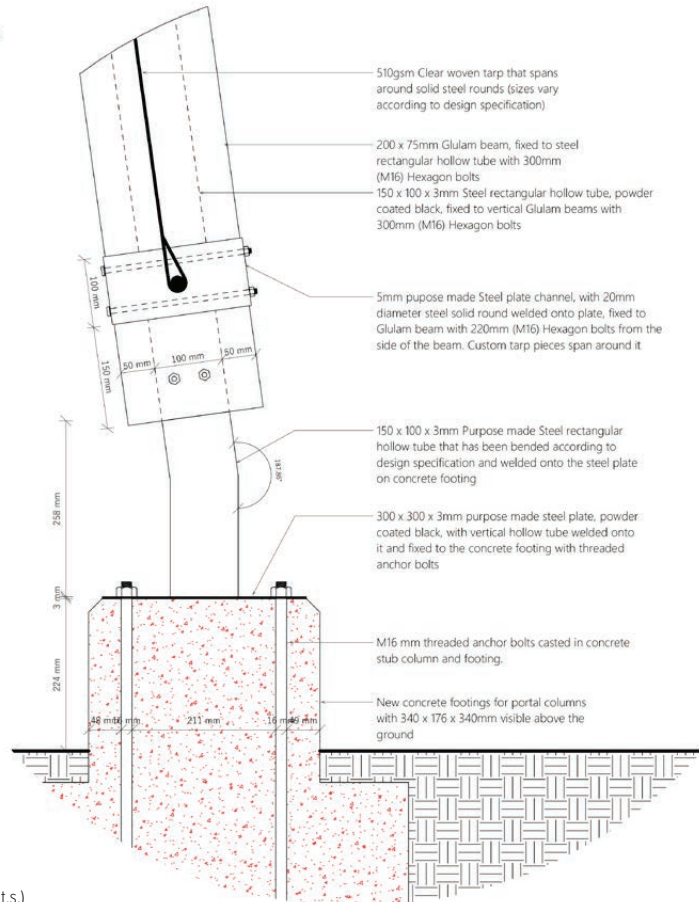 510gsm Clear woven tarp that spans
around solid steel rounds (sizes vary
according to design specification)
200 x 75mm Glulam beam, fixed to steel
rectangular hollow tube with 300mm
(M16) Hexagon bolts
150 x 100 x 3mm Steel rectangular hollow tube, powder
coated black, fixed to vertical Glulam beams with
300mm (M16) Hexagon bolts
100 mm
5mm pupose made Steel plate channel, with 20mm
diameter steel solid round welded onto plate, fixed to
Glulam beam with 220mm (M16) Hexagon bolts from the
side of the beam. Custom tarp pieces span around it
150 mm
50 mm
100 mm
50 mm
150 x 100 x 3mm Purpose made Steel rectangular
hollow tube that has been bended according to
design specification and welded onto the steel plate
on concrete footing
258 mm
300 x 300 x 3mm purpose made steel plate, powder
coated black, with vertical hollow tube welded onto
it and fixed to the concrete footing with threaded
anchor bolts
3 mm
M16 mm threaded anchor bolts casted in concrete
stub column and footing.
224 mm
New concrete footings for portal columns
with 340 x 176 x 340mm visible above the
ground
48 mm
16 mm
211 mm
16 mm
49 mm
t.s.)